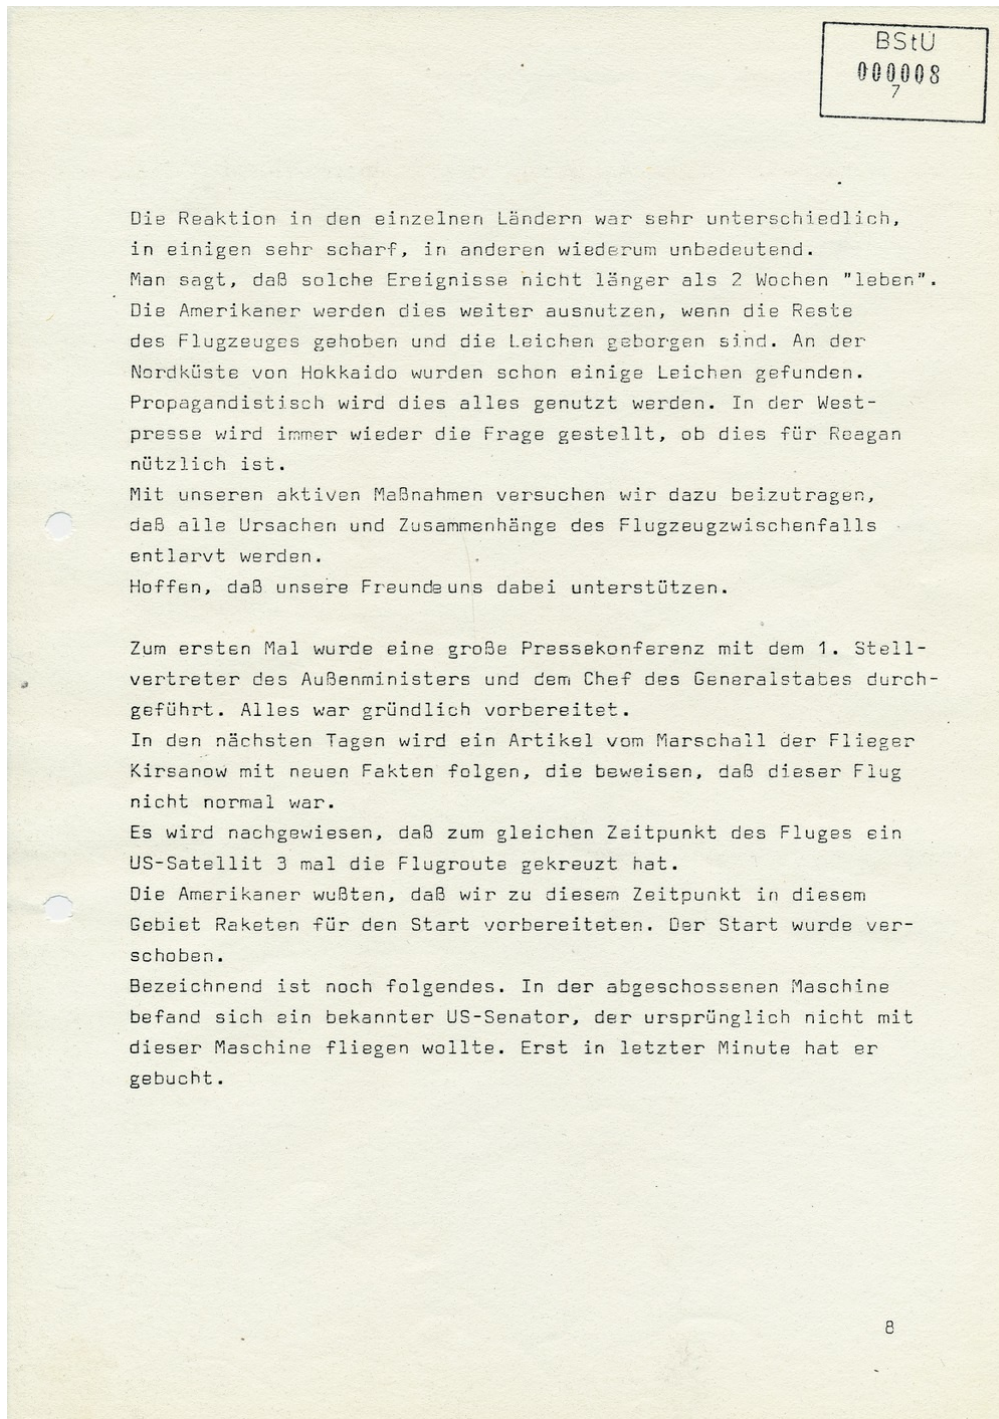 BStU
000008
7
Die Reaktion in den einzelnen Ländern war sehr unterschiedlich,
in einigen sehr scharf, in anderen wiederum unbedeutend.
Man sagt, daß solche Ereignisse nicht länger als 2 Wochen "leben".
Die Amerikaner werden dies weiter ausnutzen, wenn die Reste
des Flugzeuges gehoben und die Leichen geborgen sind. An der
Nordküste von Hokkaido wurden schon einige Leichen gefunden.
Propagandistisch wird dies alles genutzt werden. In der West-
presse wird immer wieder die Frage gestellt, ob dies für Reagan
nützlich ist.
Mit unseren aktiven Maßnahmen versuchen wir dazu beizutragen,
daß alle Ursachen und Zusammenhänge des Flugzeugzwischenfalls
entlarvt werden.
Hoffen, daß unsere Freunde uns dabei unterstützen.
Zum ersten Mal wurde eine große Pressekonferenz mit dem 1. Stell-
vertreter des Außenministers und dem Chef des Generalstabes durch-
geführt. Alles war gründlich vorbereitet.
In den nächsten Tagen wird ein Artikel vom Marschall der Flieger
Kirsanow mit neuen Fakten folgen, die beweisen, daß dieser Flug
nicht normal war.
Es wird nachgewiesen, daß zum gleichen Zeitpunkt des Fluges ein
US-Satellit 3 mal die Flugroute gekreuzt hat.
Die Amerikaner wußten, daß wir zu diesem Zeitpunkt in diesem
Gebiet Raketen für den Start vorbereiteten. Der Start wurde ver-
schoben.
Bezeichnend ist noch folgendes. In der abgeschossenen Maschine
befand sich ein bekannter US-Senator, der ursprünglich nicht mit
dieser Maschine fliegen wollte. Erst in letzter Minute hat er
gebucht.
8